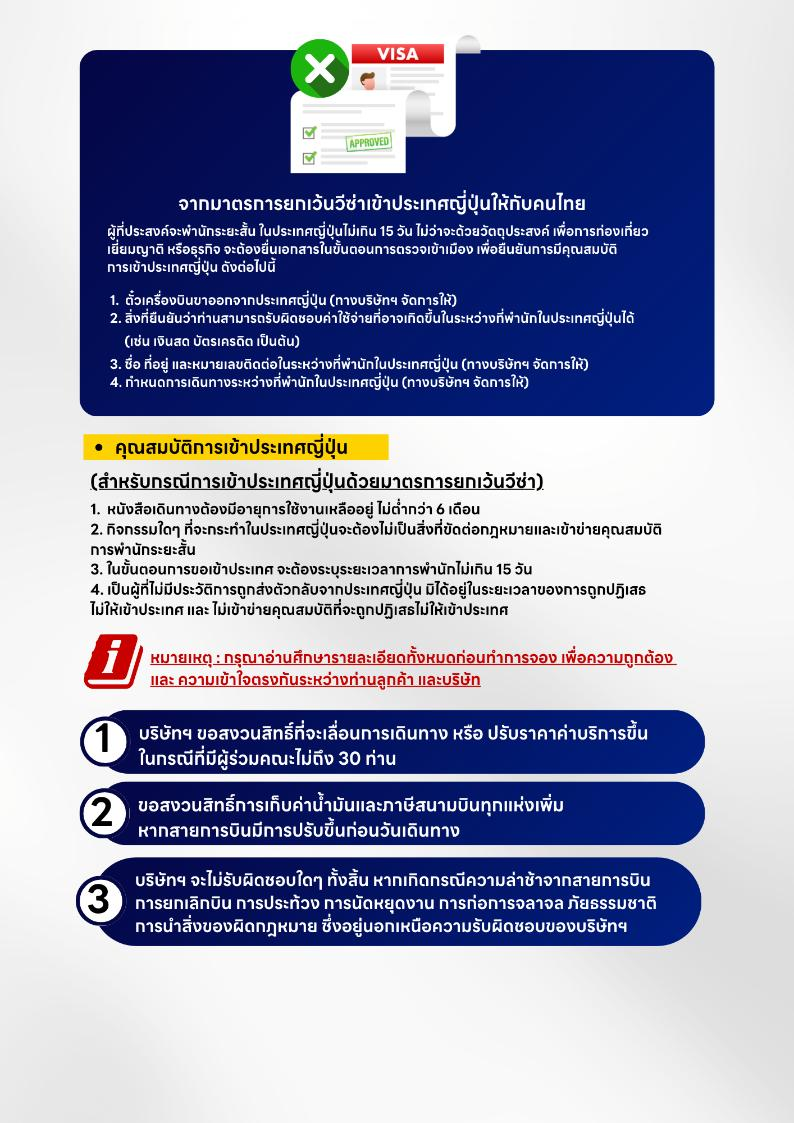 VISA
APPROVED
จากมาตรการยกเว้นวีซ่าเข้าประเทศญี่ปุ่นให้กับคนไทย
ผู้ที่ประสงค์จะพำนักระยะสั้น ในประเทศญี่ปุ่นไม่เกิน 15 วัน ไม่ว่าจะด้วยวัตถุประสงค์ เพื่อการท่องเที่ยว
เยี่ยมญาติ หรือธุรกิจ จะต้องยื่นเอกสารในขั้นตอนการตรวจเข้าเมือง เพื่อยืนยันการมีคุณสมบัติ
การเข้าประเทศญี่ปุ่น ดังต่อไปนี้
1. ตั๋วเครื่องบินขาออกจากประเทศญี่ปุ่น (ทางบริษัทฯ จัดการให้)
2. สิ่งที่ยืนยันว่าท่านสามารถรับผิดชอบค่าใช้จ่ายที่อาจเกิดขึ้นในระหว่างที่พำนักในประเทศญี่ปุ่นได้
(เช่น เงินสด บัตรเครดิต เป็นต้น)
3. ชื่อ ที่อยู่ และหมายเลขติดต่อในระหว่างที่พำนักในประเทศญี่ปุ่น (ทางบริษัทฯ จัดการให้)
4. กำหนดการเดินทางระหว่างที่พำนักในประเทศญี่ปุ่น (ทางบริษัทฯ จัดการให้)
• คุณสมบัติการเข้าประเทศญี่ปุ่น
(สำหรับกรณีการเข้าประเทศญี่ปุ่นด้วยมาตรการยกเว้นวีซ่า)
1. หนังสือเดินทางต้องมีอายุการใช้งานเหลืออยู่ ไม่ต่ำกว่า 6 เดือน
2. กิจกรรมใดๆ ที่จะกระทำในประเทศญี่ปุ่นจะต้องไม่เป็นสิ่งที่ขัดต่อกฎหมายและเข้าข่ายคุณสมบัติ
การพำนักระยะสั้น
3. ในขั้นตอนการขอเข้าประเทศ จะต้องระบุระยะเวลาการพำนักไม่เกิน 15 วัน
4. เป็นผู้ที่ไม่มีประวัติการถูกส่งตัวกลับจากประเทศญี่ปุ่น มิได้อยู่ในระยะเวลาของการถูกปฏิเสธ
ไม่ให้เข้าประเทศ และ ไม่เข้าข่ายคุณสมบัติที่จะถูกปฏิเสธไม่ให้เข้าประเทศ
i
หมายเหตุ : กรุณาอ่านศึกษารายละเอียดทั้งหมดก่อนทำการจอง เพื่อความถูกต้อง
และ ความเข้าใจตรงกันระหว่างท่านลูกค้า และบริษัท
1
บริษัทฯ ขอสงวนสิทธิ์ที่จะเลื่อนการเดินทาง หรือ ปรับราคาค่าบริการขึ้น
ในกรณีที่มีผู้ร่วมคณะไม่ถึง 30 ท่าน
2
ขอสงวนสิทธิ์การเก็บค่าน้ำมันและภาษีสนามบินทุกแห่งเพิ่ม
หากสายการบินมีการปรับขึ้นก่อนวันเดินทาง
3
บริษัทฯ จะไม่รับผิดชอบใดๆ ทั้งสิ้น หากเกิดกรณีความล่าช้าจากสายการบิน
การยกเลิกบิน การประท้วง การนัดหยุดงาน การก่อการจลาจล ภัยธรรมชาติ
การนำสิ่งของผิดกฎหมาย ซึ่งอยู่นอกเหนือความรับผิดชอบของบริษัทฯ